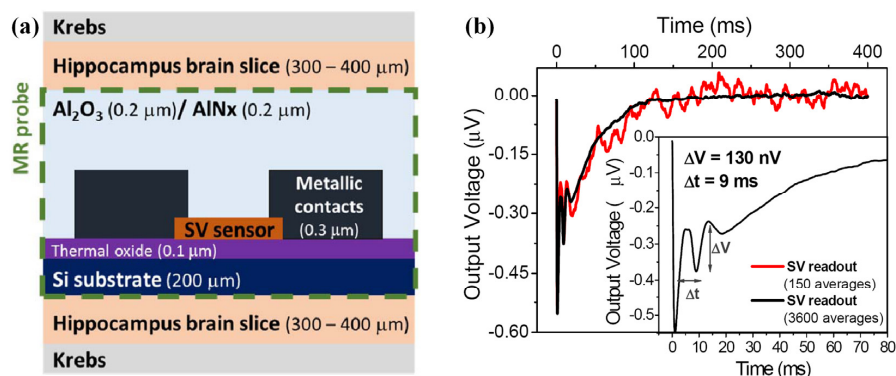 (a)
Krebs
Hippocampus brain slice (300 – 400 μm)
MR probe
Al2O3 (0.2 μm)/ AlNx (0.2 μm)
Metallic
contacts
(0.3 μm)
SV sensor
Thermal oxide (0.1 μm)
Si substrate (200 μm)
Hippocampus brain slice (300 – 400 μm)
Krebs
(b)
Time (ms)
0 100 200 300 400
Output Voltage (μV)
0.00
-0.15
-0.30
-0.45
-0.60
Output Voltage ( μV)
0.0
-0.1
-0.2
-0.3
-0.4
-0.5
ΔV = 130 nV
Δt = 9 ms
ΔV
Δt
SV readout
(150 averages)
SV readout
(3600 averages)
0 10 20 30 40 50 60 70 80
Time (ms)